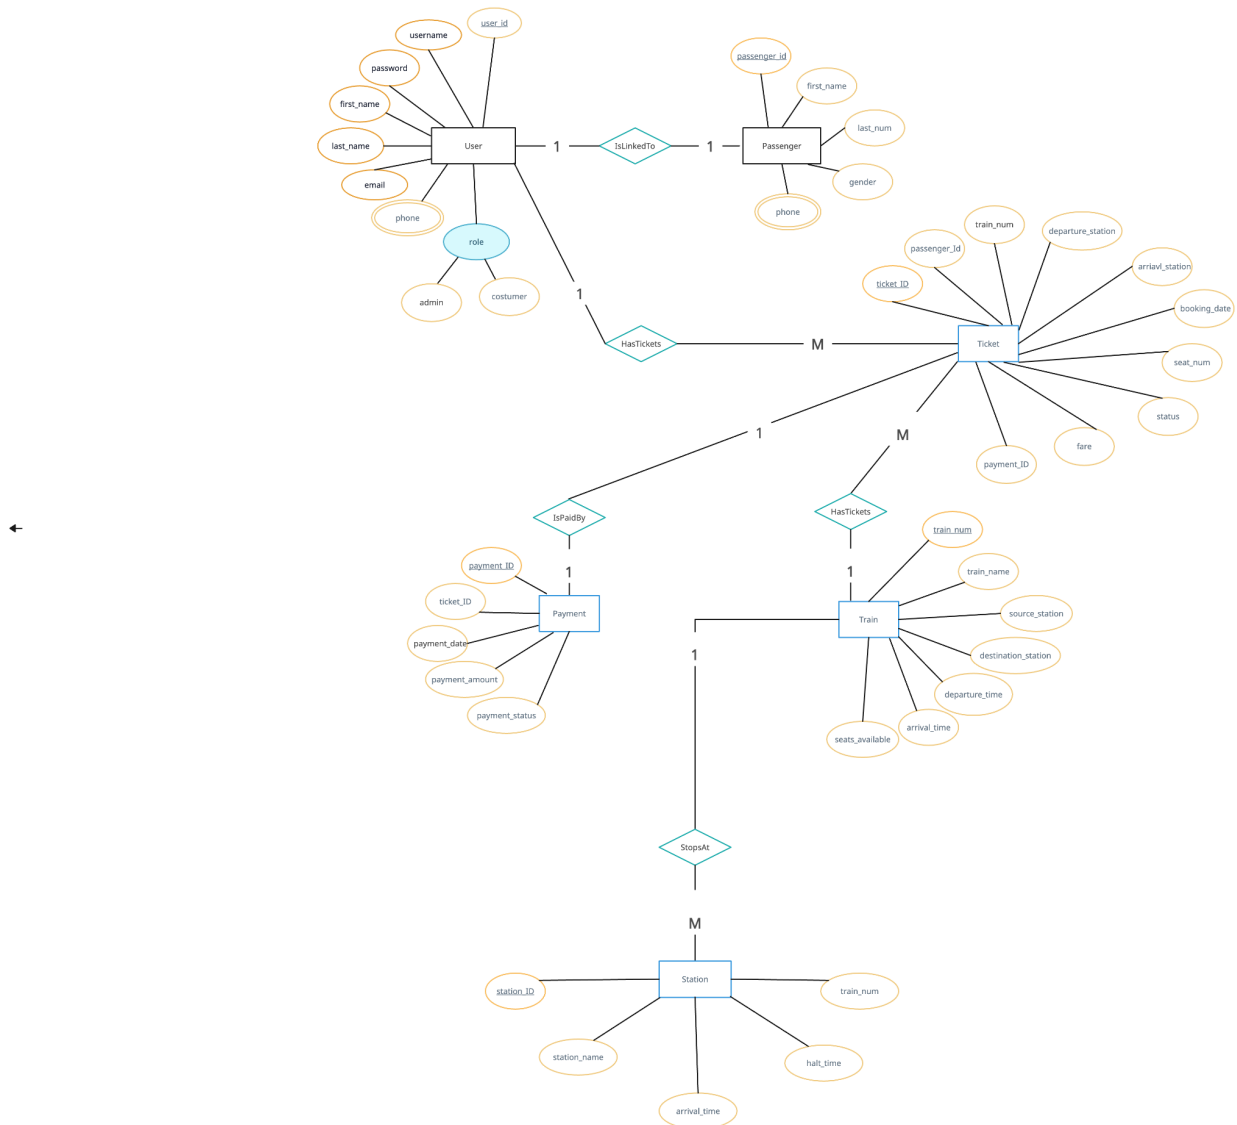 user_id
username
password
first_name
last_name
email
phone
User
role
admin
costumer
1
IsLinkedTo
1
passenger_id
first_name
last_num
gender
phone
Passenger
1
HasTickets
M
ticket_ID
passenger_Id
train_num
departure_station
arriavl_station
booking_date
seat_num
status
fare
payment_ID
Ticket
1
IsPaidBy
1
M
HasTickets
1
payment_ID
ticket_ID
payment_date
payment_amount
payment_status
Payment
train_num
train_name
source_station
destination_station
departure_time
arrival_time
seats_available
Train
1
StopsAt
M
Station
station_ID
station_name
arrival_time
halt_time
train_num